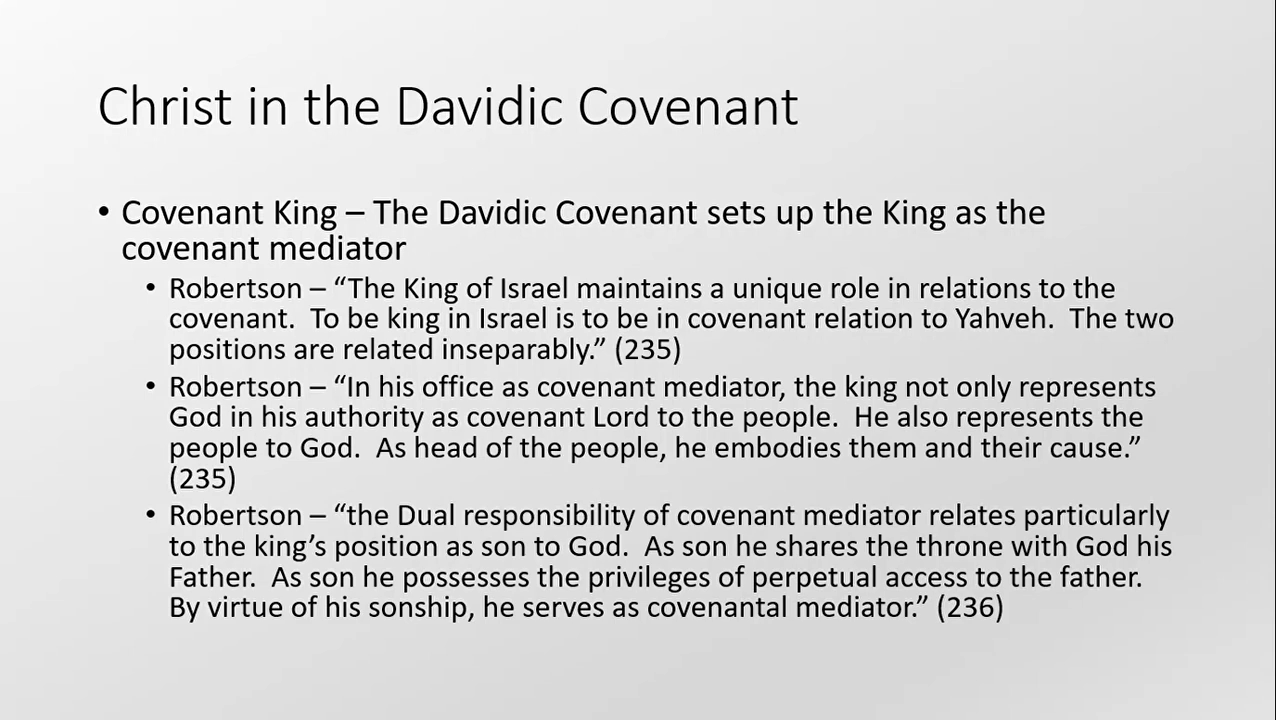 Christ in the Davidic Covenant
• Covenant King – The Davidic Covenant sets up the King as the
covenant mediator
• Robertson – “The King of Israel maintains a unique role in relations to the
covenant.  To be king in Israel is to be in covenant relation to Yahveh.  The two
positions are related inseparably.” (235)
• Robertson – “In his office as covenant mediator, the king not only represents
God in his authority as covenant Lord to the people.  He also represents the
people to God.  As head of the people, he embodies them and their cause.”
(235)
• Robertson – “the Dual responsibility of covenant mediator relates particularly
to the king’s position as son to God.  As son he shares the throne with God his
Father.  As son he possesses the privileges of perpetual access to the father.
By virtue of his sonship, he serves as covenantal mediator.” (236)